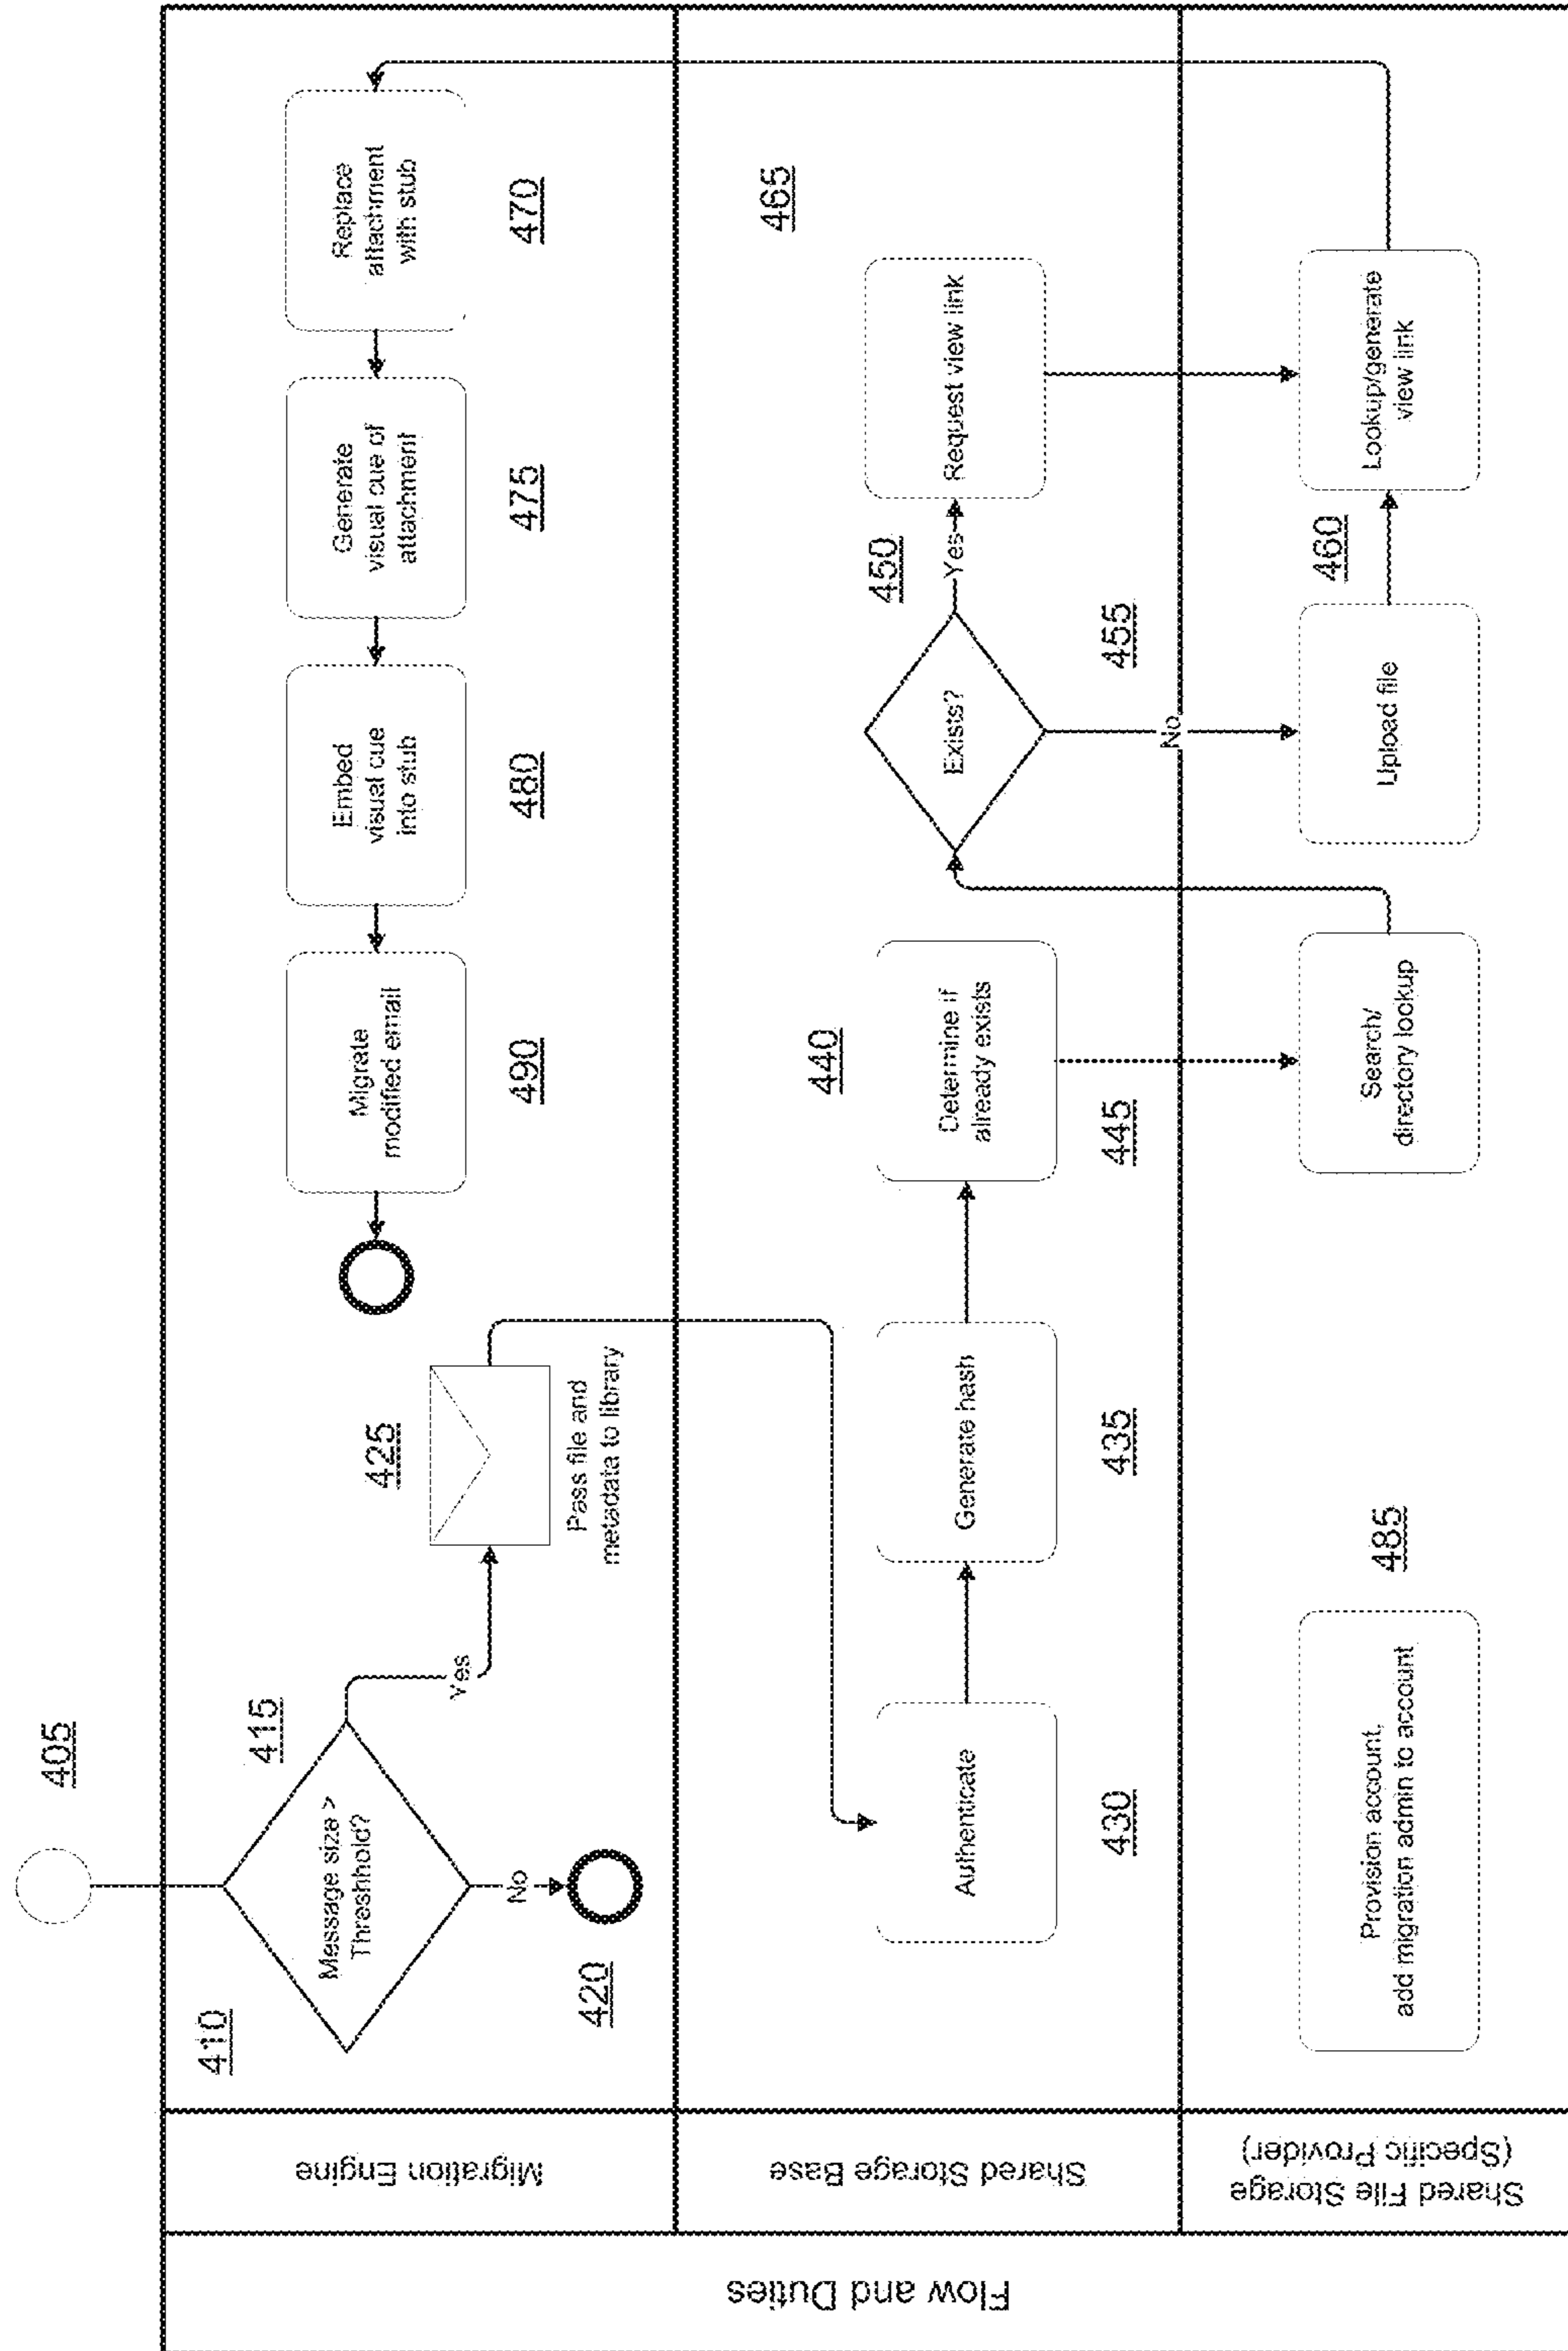 Flow and Duties
Migration Engine
405
410
Message size >
Threshhold?
415
No
420
Yes
425
Pass file and
metadata to library
Migrate
modified email
490
Embed
visual cue
into stub
480
Generate
visual cue of
attachment
475
Replace
attachment
with stub
470
Shared Storage Base
Authenticate
430
Generate hash
435
440
Determine if
already exists
445
Exists?
450
Yes
455
No
Request view link
465
Shared File Storage
(Specific Provider)
Provision account,
add migration admin to account
485
Search/
directory lookup
Upload file
460
Lookup/generate
view link